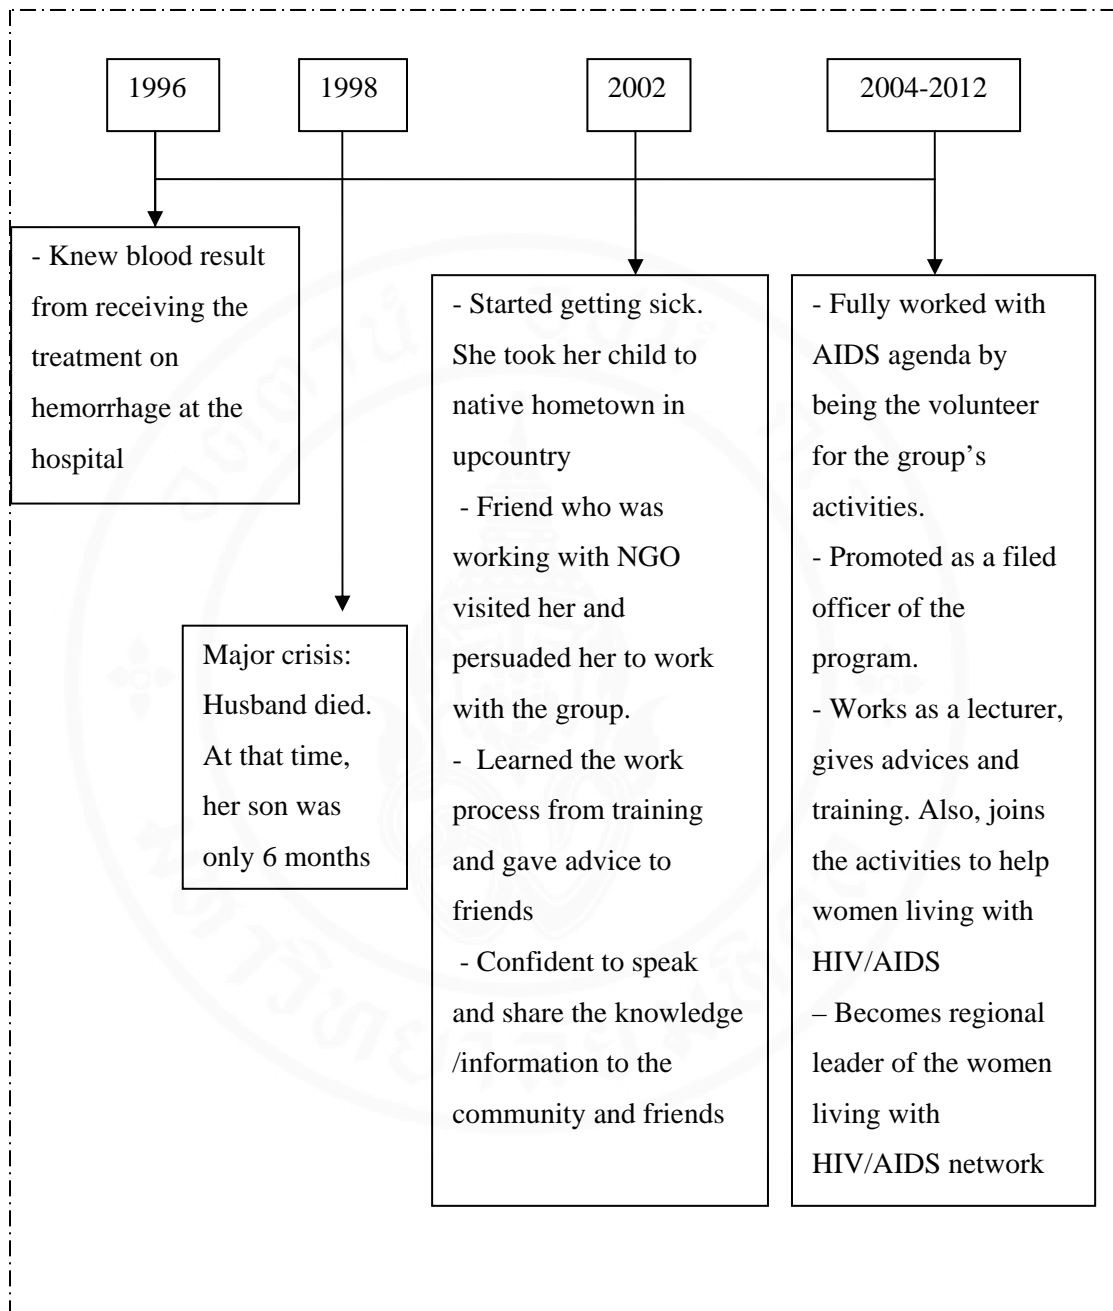 1996
1998
2002
2004-2012
- Knew blood result
from receiving the
treatment on
hemorrhage at the
hospital
Major crisis:
Husband died.
At that time,
her son was
only 6 months
- Started getting sick.
She took her child to
native hometown in
upcountry
- Friend who was
working with NGO
visited her and
persuaded her to work
with the group.
- Learned the work
process from training
and gave advice to
friends
- Confident to speak
and share the knowledge
/information to the
community and friends
- Fully worked with
AIDS agenda by
being the volunteer
for the group’s
activities.
- Promoted as a filed
officer of the
program.
- Works as a lecturer,
gives advices and
training. Also, joins
the activities to help
women living with
HIV/AIDS
– Becomes regional
leader of the women
living with
HIV/AIDS network